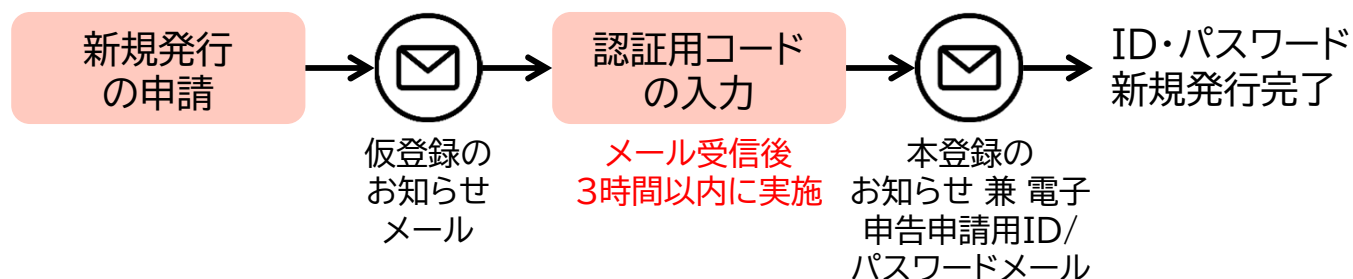 新規発行
の申請
仮登録の
お知らせ
メール
認証用コード
の入力
メール受信後
3時間以内に実施
本登録の
お知らせ 兼 電子
申告申請用ID/
パスワードメール
ID・パスワード
新規発行完了